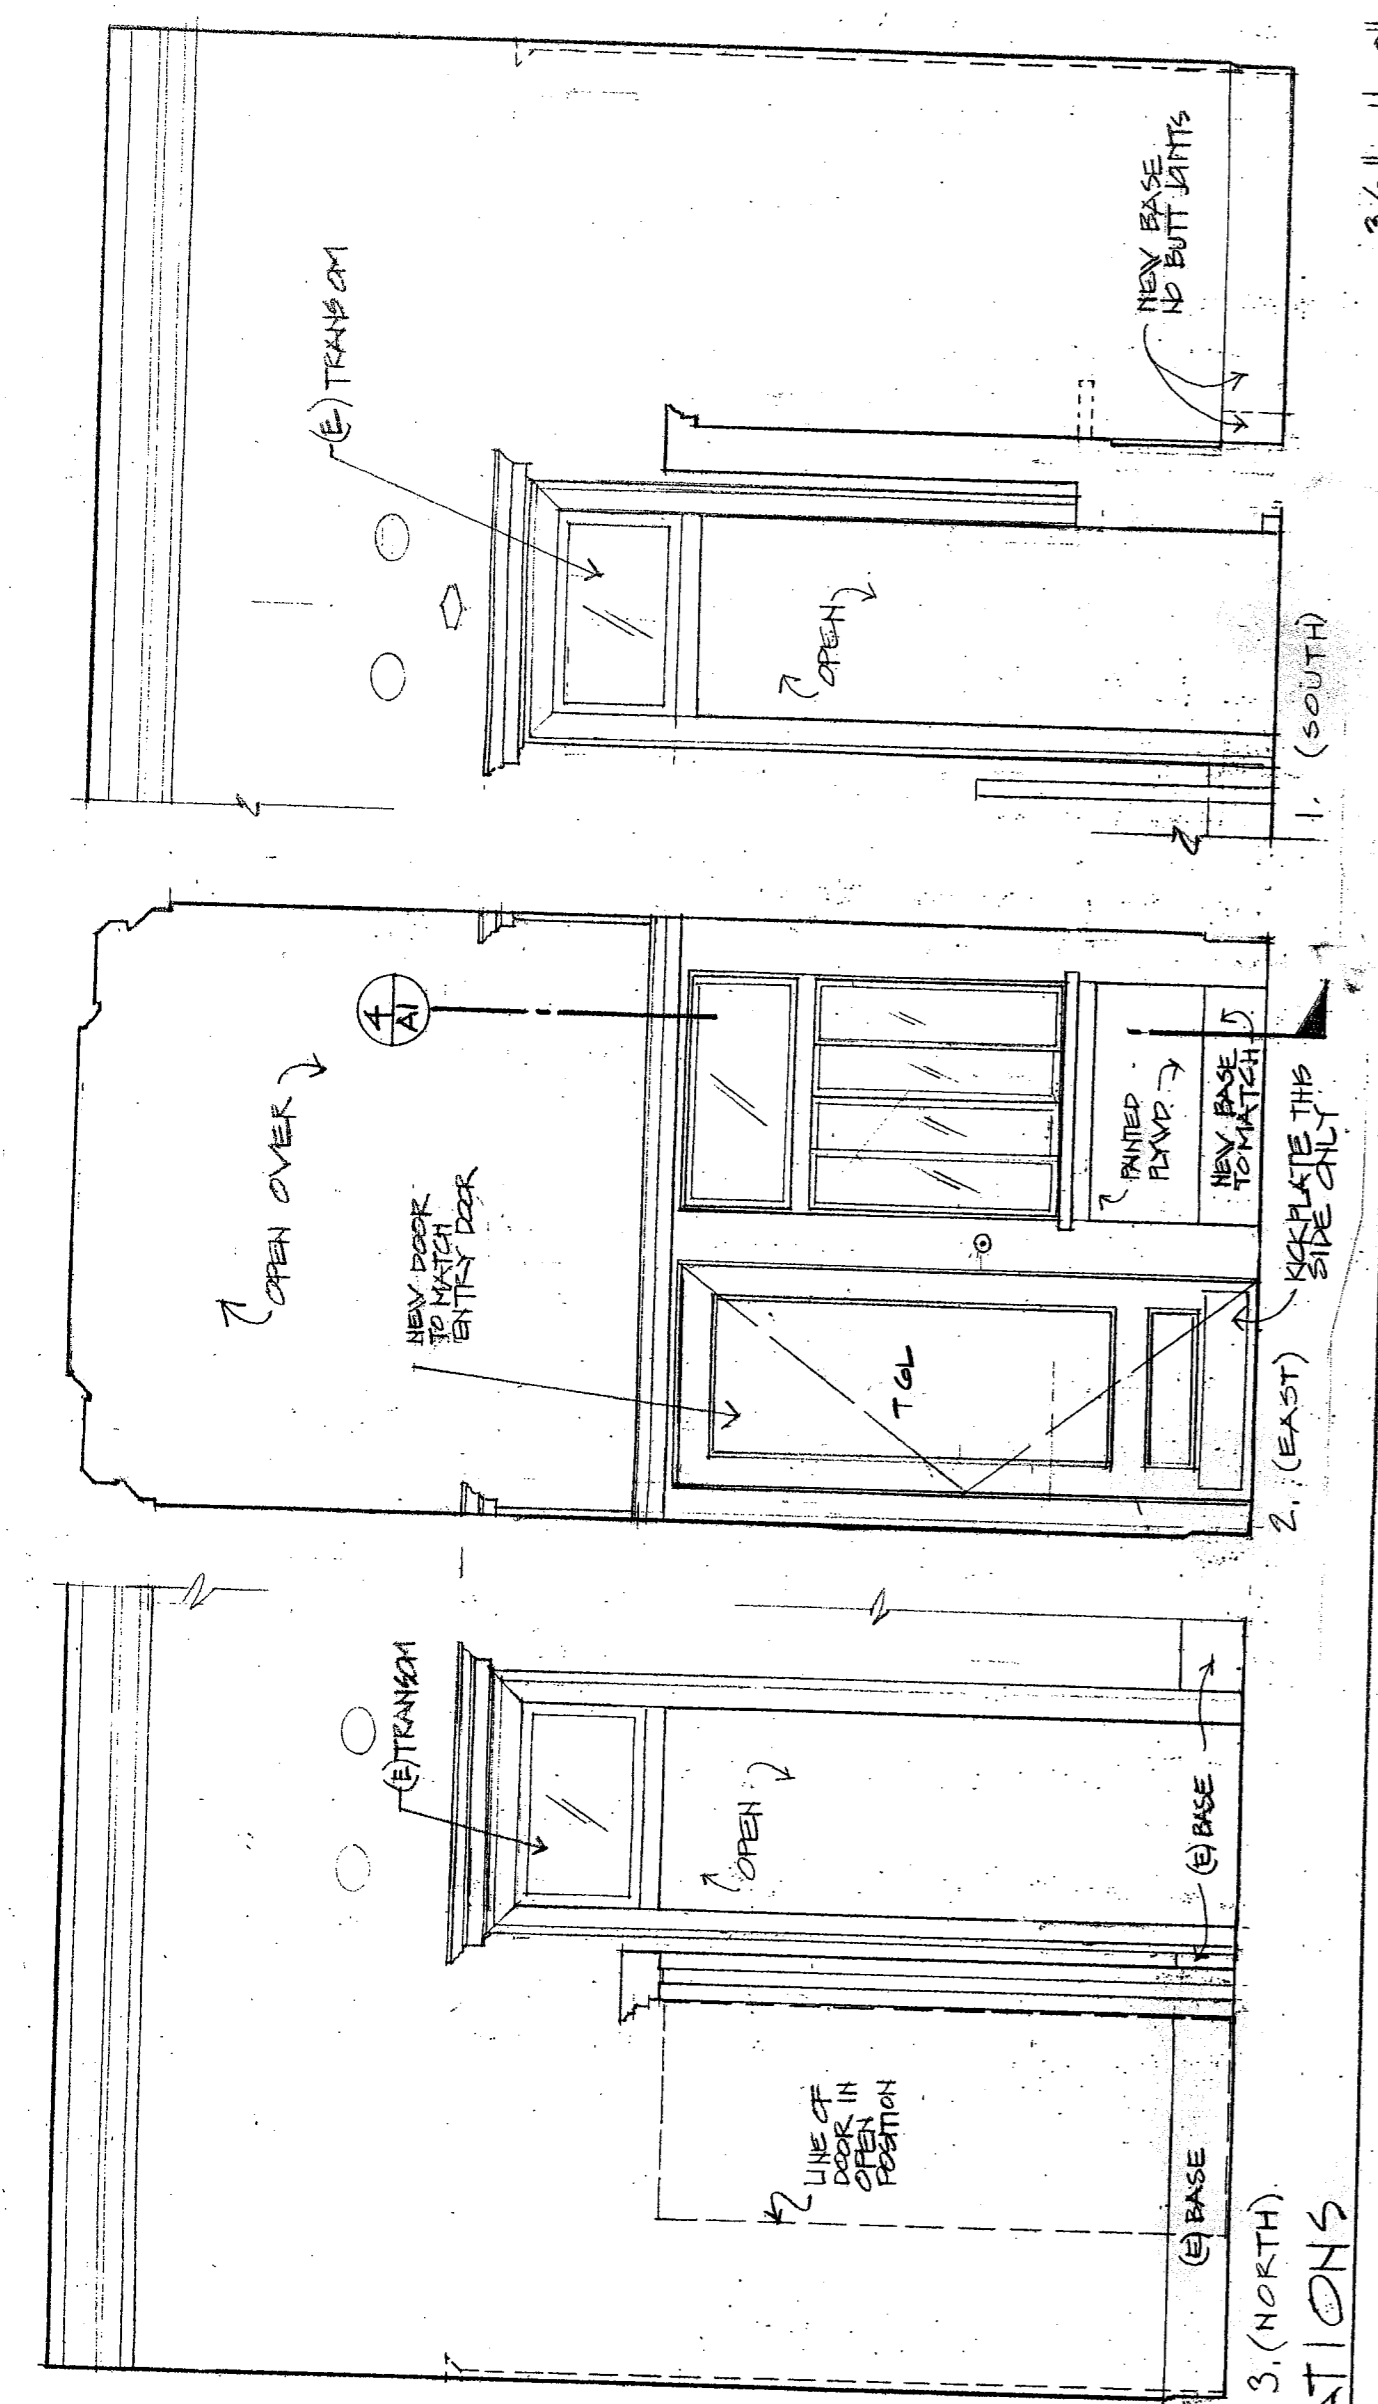 (E) TRANSOM
OPEN
LINE OF
DOOR IN
OPEN
POSITION
(E) BASE
(E) BASE
3. (NORTH).
OPEN OVER
4
A1
NEW DOOR
TO MATCH
ENTRY DOOR
T GL
PAINTED
PLYWD.
NEW BASE
TO MATCH
KICKPLATE THIS
SIDE ONLY
2. (EAST)
(E) TRANSOM
OPEN
NEW BASE
NO BUTT JOINTS
1. (SOUTH)
ATIONS